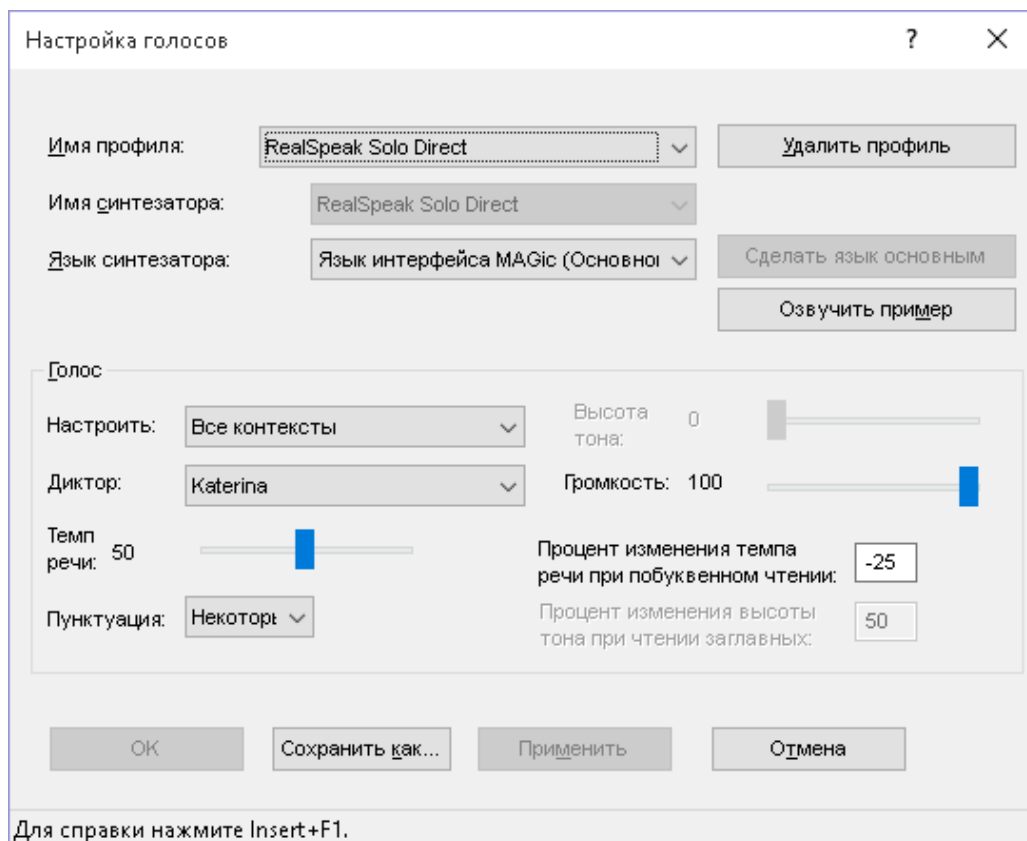 Настройка голосов
Имя профиля: RealSpeak Solo Direct Удалить профиль
Имя синтезатора: RealSpeak Solo Direct
Язык синтезатора: Язык интерфейса MAGic (Основно Сделать язык основным
Озвучить пример
Голос
Настроить: Все контексты
Высота
тона: 0
Диктор: Katerina
Громкость: 100
Темп
речи: 50
Процент изменения темпа
речи при побуквенном чтении: -25
Пунктуация: Некоторы
Процент изменения высоты
тона при чтении заглавных: 50
ОК Сохранить как... Применить Отмена
Для справки нажмите Insert+F1.